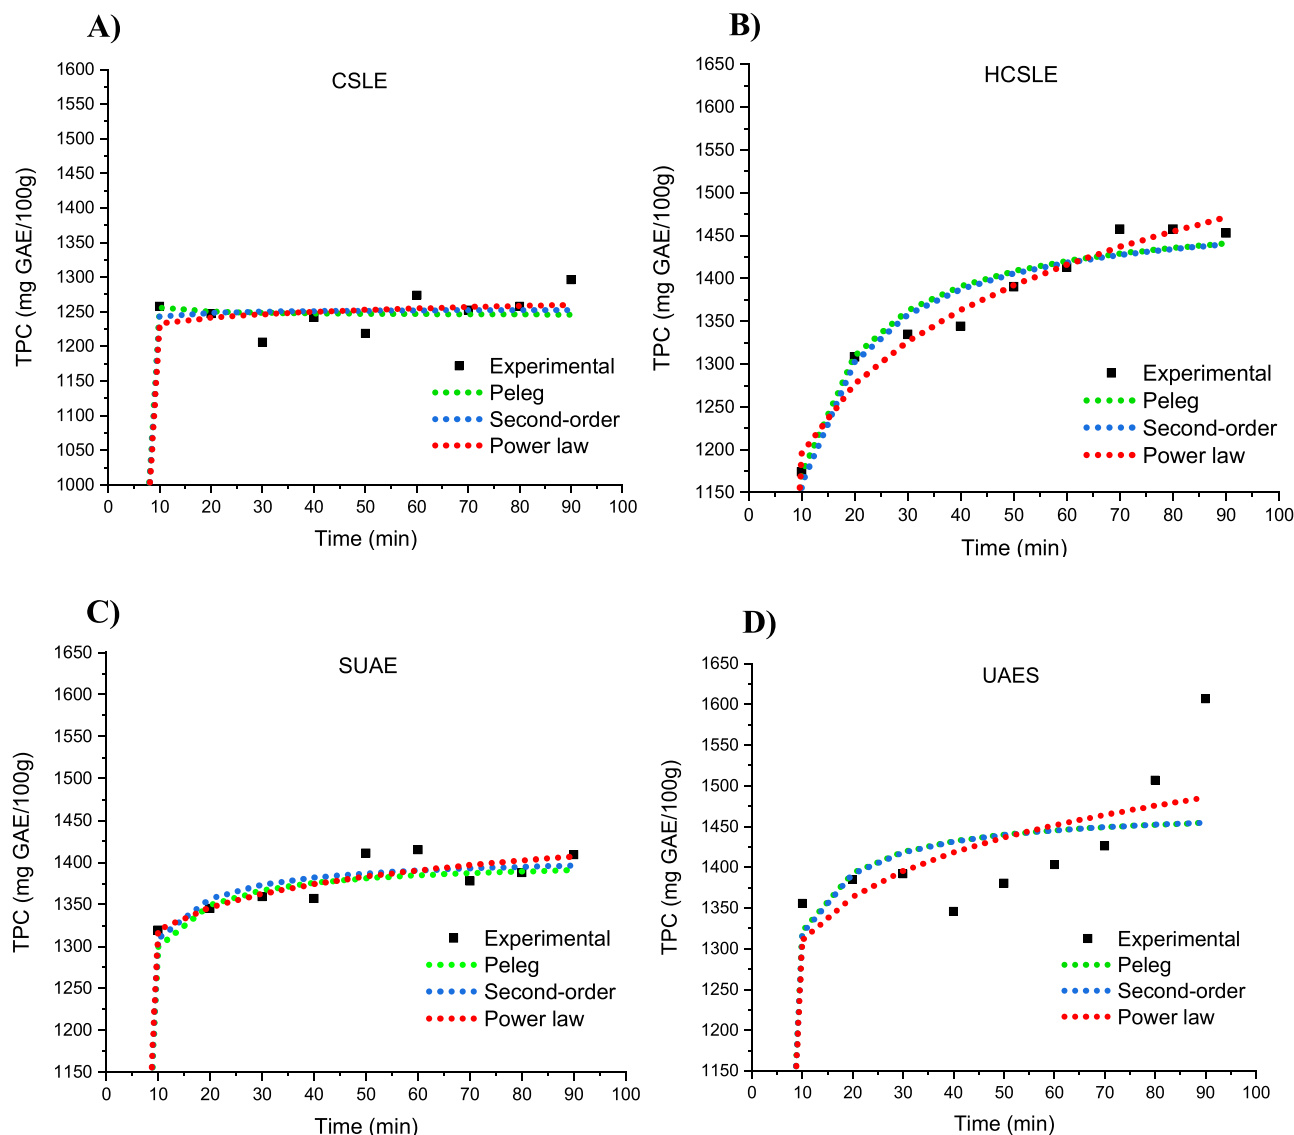 A)
CSLE
TPC (mg GAE/100g)
1600
1550
1500
1450
1400
1350
1300
1250
1200
1150
1100
1050
1000
Experimental
Peleg
Second-order
Power law
0 10 20 30 40 50 60 70 80 90 100
Time (min)
B)
HCSLE
TPC (mg GAE/100g)
1650
1600
1550
1500
1450
1400
1350
1300
1250
1200
1150
Experimental
Peleg
Second-order
Power law
0 10 20 30 40 50 60 70 80 90 100
Time (min)
C)
SUAE
TPC (mg GAE/100g)
1650
1600
1550
1500
1450
1400
1350
1300
1250
1200
1150
Experimental
Peleg
Second-order
Power law
0 10 20 30 40 50 60 70 80 90 100
Time (min)
D)
UAES
TPC (mg GAE/100g)
1650
1600
1550
1500
1450
1400
1350
1300
1250
1200
1150
Experimental
Peleg
Second-order
Power law
0 10 20 30 40 50 60 70 80 90 100
Time (min)